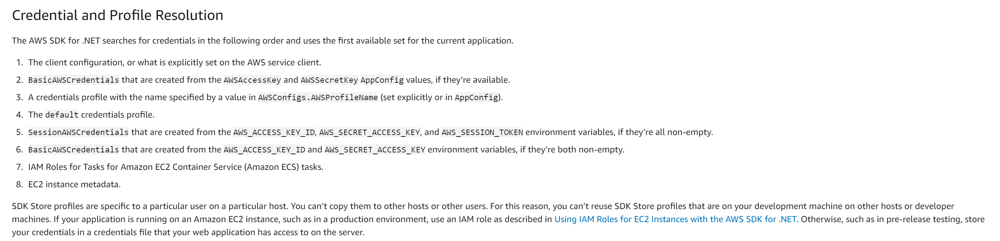 Credential and Profile Resolution
The AWS SDK for .NET searches for credentials in the following order and uses the first available set for the current application.
1. The client configuration, or what is explicitly set on the AWS service client.
2. BasicAWSCredentials that are created from the AWSAccessKey and AWSSecretKey AppConfig values, if they’re available.
3. A credentials profile with the name specified by a value in AWSConfigs.AWSProfileName (set explicitly or in AppConfig).
4. The default credentials profile.
5. SessionAWSCredentials that are created from the AWS_ACCESS_KEY_ID, AWS_SECRET_ACCESS_KEY, and AWS_SESSION_TOKEN environment variables, if they’re all non-empty.
6. BasicAWSCredentials that are created from the AWS_ACCESS_KEY_ID and AWS_SECRET_ACCESS_KEY environment variables, if they’re both non-empty.
7. IAM Roles for Tasks for Amazon EC2 Container Service (Amazon ECS) tasks.
8. EC2 instance metadata.
SDK Store profiles are specific to a particular user on a particular host. You can’t copy them to other hosts or other users. For this reason, you can’t reuse SDK Store profiles that are on your development machine on other hosts or developer
machines. If your application is running on an Amazon EC2 instance, such as in a production environment, use an IAM role as described in Using IAM Roles for EC2 Instances with the AWS SDK for .NET. Otherwise, such as in pre-release testing, store
your credentials in a credentials file that your web application has access to on the server.